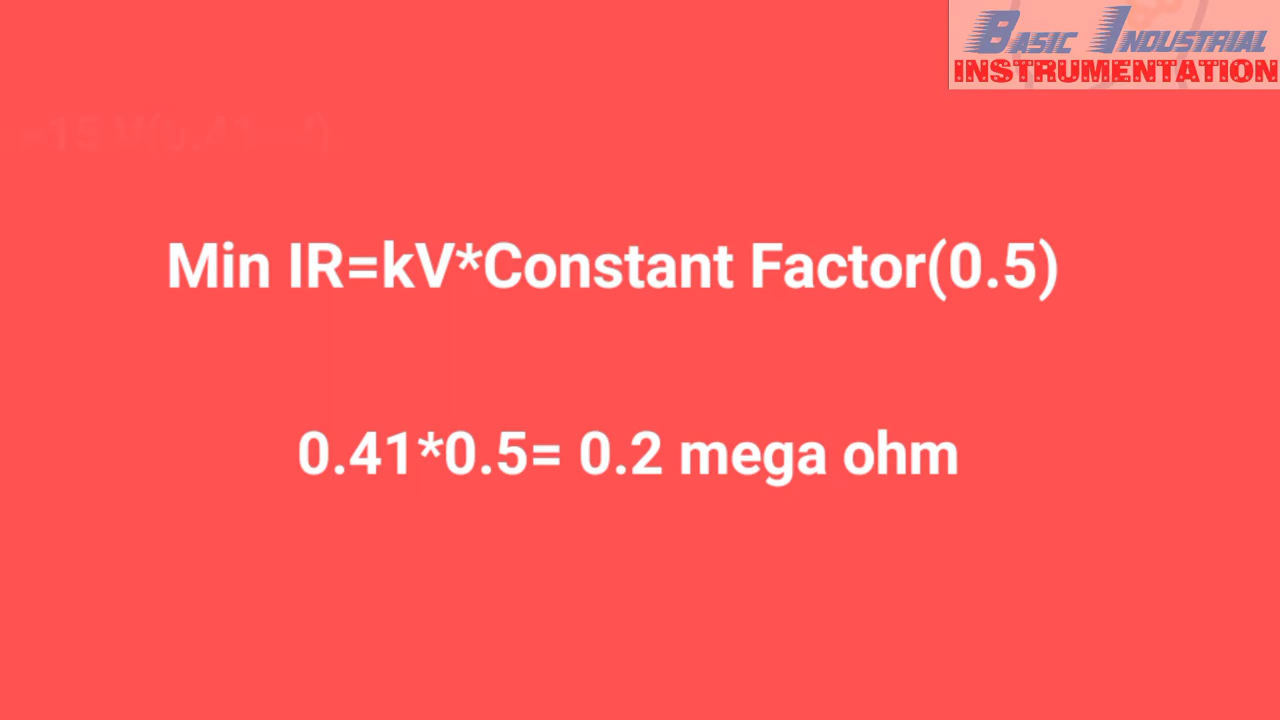 BASIC INDUSTRIAL
INSTRUMENTATION
Min IR=kV*Constant Factor(0.5)
0.41*0.5= 0.2 mega ohm